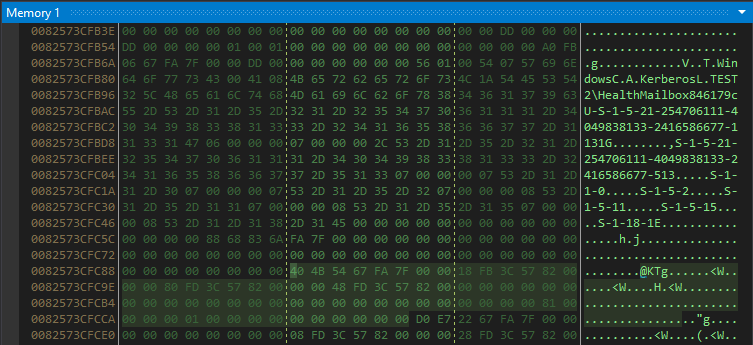 Memory 1
0082573CFB3E 00 00 00 00 00 00 00 00 00 00 00 00 00 00 00 00 00 00 DD 00 00 00 ......................
0082573CFB54 DD 00 00 00 00 01 00 01 00 00 00 00 00 00 00 00 00 00 00 00 A0 FB ......................
0082573CFB6A 06 67 FA 7F 00 00 DD 00 00 00 00 00 00 00 56 01 00 54 07 57 69 6E .g............V..T.Win
0082573CFB80 64 6F 77 73 43 00 41 08 4B 65 72 62 65 72 6F 73 4C 1A 54 45 53 54 dowsC.A.KerberosL.TEST
0082573CFB96 32 5C 48 65 61 6C 74 68 4D 61 69 6C 62 6F 78 38 34 36 31 37 39 63 2\HealthMailbox846179c
0082573CFBAC 55 2D 53 2D 31 2D 35 2D 32 31 2D 32 35 34 37 30 36 31 31 31 2D 34 U-S-1-5-21-254706111-4
0082573CFBC2 30 34 39 38 33 38 31 33 33 2D 32 34 31 36 35 38 36 36 37 37 2D 31 049838133-2416586677-1
0082573CFBD8 31 33 31 47 06 00 00 00 07 00 00 00 2C 53 2D 31 2D 35 2D 32 31 2D 131G........,S-1-5-21-
0082573CFBEE 32 35 34 37 30 36 31 31 31 2D 34 30 34 39 38 33 38 31 33 33 2D 32 254706111-4049838133-2
0082573CFC04 34 31 36 35 38 36 36 37 37 2D 35 31 33 07 00 00 00 08 53 2D 31 2D 416586677-513.....S-1-
0082573CFC1A 31 2D 30 07 00 00 00 07 53 2D 31 2D 35 2D 32 07 00 00 00 08 53 2D 1-0.....S-1-5-2.....S-
0082573CFC30 31 2D 35 2D 31 31 07 00 00 00 08 53 2D 31 2D 35 2D 31 35 07 00 00 1-5-11.....S-1-5-15...
0082573CFC46 00 08 53 2D 31 2D 31 38 2D 31 45 00 00 00 00 00 00 00 00 00 00 00 ..S-1-18-1E...........
0082573CFC5C 00 00 00 00 88 68 83 6A FA 7F 00 00 00 00 00 00 00 00 00 00 00 00 .....h.j..............
0082573CFC72 00 00 00 00 00 00 00 00 00 00 00 00 00 00 00 00 00 00 00 00 00 00 ......................
0082573CFC88 00 00 00 00 00 00 00 00 40 4B 54 67 FA 7F 00 00 18 FB 3C 57 82 00 ........@KTg......<W..
0082573CFC9E 00 00 80 FD 3C 57 82 00 00 00 48 FD 3C 57 82 00 00 00 00 00 00 00 ....<W....H.<W........
0082573CFCB4 00 00 00 00 00 00 00 00 00 00 00 00 00 00 00 00 00 00 00 00 81 00 ......................
0082573CFCCA 00 00 00 01 00 00 00 00 00 00 00 00 00 00 D0 E7 22 67 FA 7F 00 00 ................"g....
0082573CFCE0 00 00 00 00 00 00 00 00 08 FD 3C 57 82 00 00 00 28 FD 3C 57 82 00 ..........<W....(.<W..